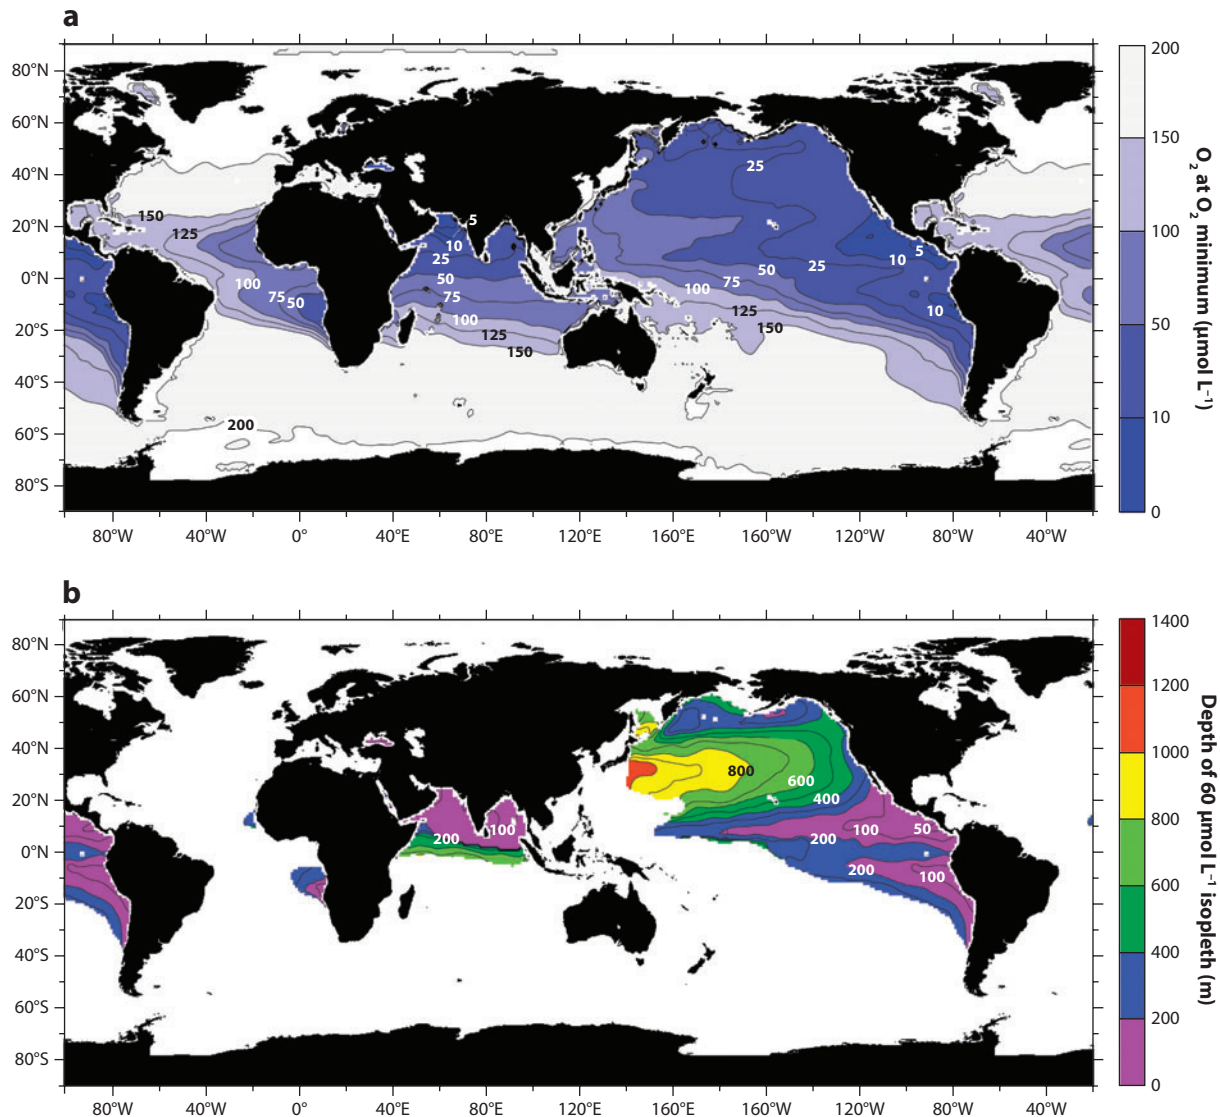 a
80°N
60°N
40°N
20°N
0°N
20°S
40°S
60°S
80°S
150
125
100
75
50
5
10
25
50
75
100
125
150
25
50
25
75
100
125
150
10
5
10
200
80°W 40°W 0° 40°E 80°E 120°E 160°E 160°W 120°W 80°W 40°W
200
150
100
50
10
0
O2 at O2 minimum (μmol L–1)
b
80°N
60°N
40°N
20°N
0°N
20°S
40°S
60°S
80°S
200
100
800
600
400
200
100
50
200
100
80°W 40°W 0° 40°E 80°E 120°E 160°E 160°W 120°W 80°W 40°W
1400
1200
1000
800
600
400
200
0
Depth of 60 μmol L–1 isopleth (m)